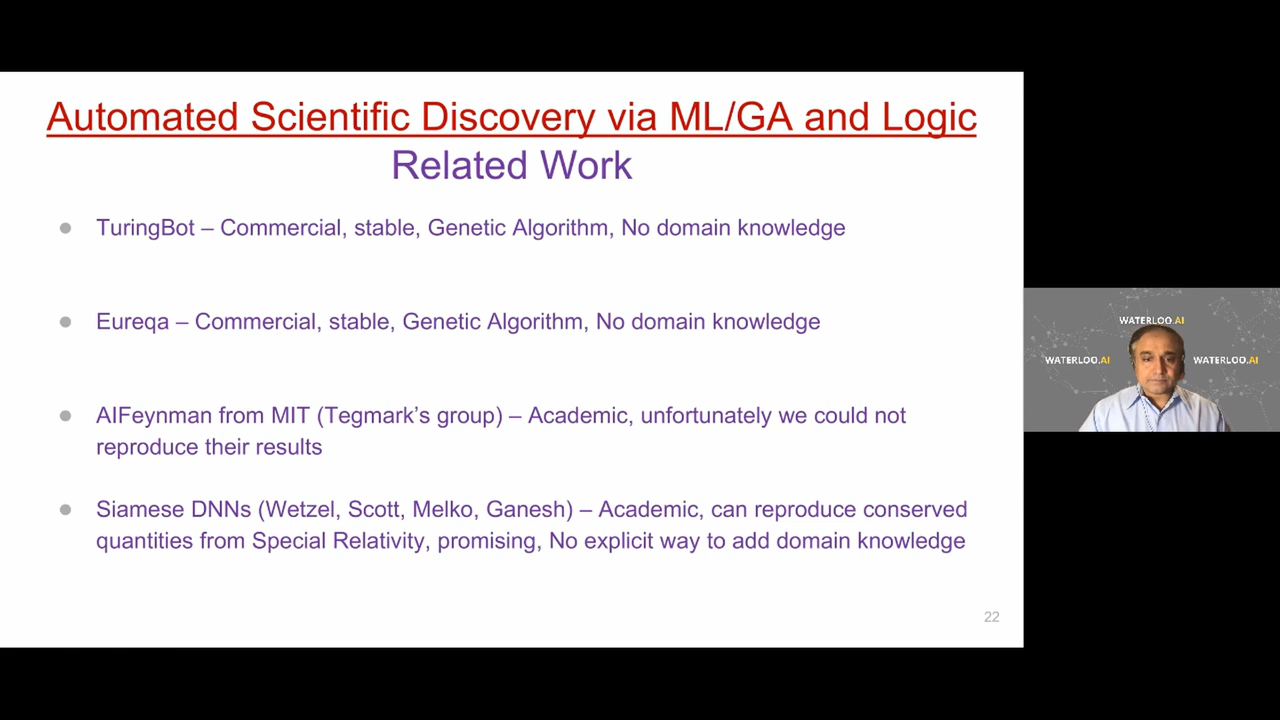 Automated Scientific Discovery via ML/GA and Logic
Related Work
● TuringBot – Commercial, stable, Genetic Algorithm, No domain knowledge
● Eureqa – Commercial, stable, Genetic Algorithm, No domain knowledge
● AIFeynman from MIT (Tegmark's group) – Academic, unfortunately we could not
reproduce their results
● Siamese DNNs (Wetzel, Scott, Melko, Ganesh) – Academic, can reproduce conserved
quantities from Special Relativity, promising, No explicit way to add domain knowledge
22
WATERLOO.AI
WATERLOO.AI
WATERLOO.AI